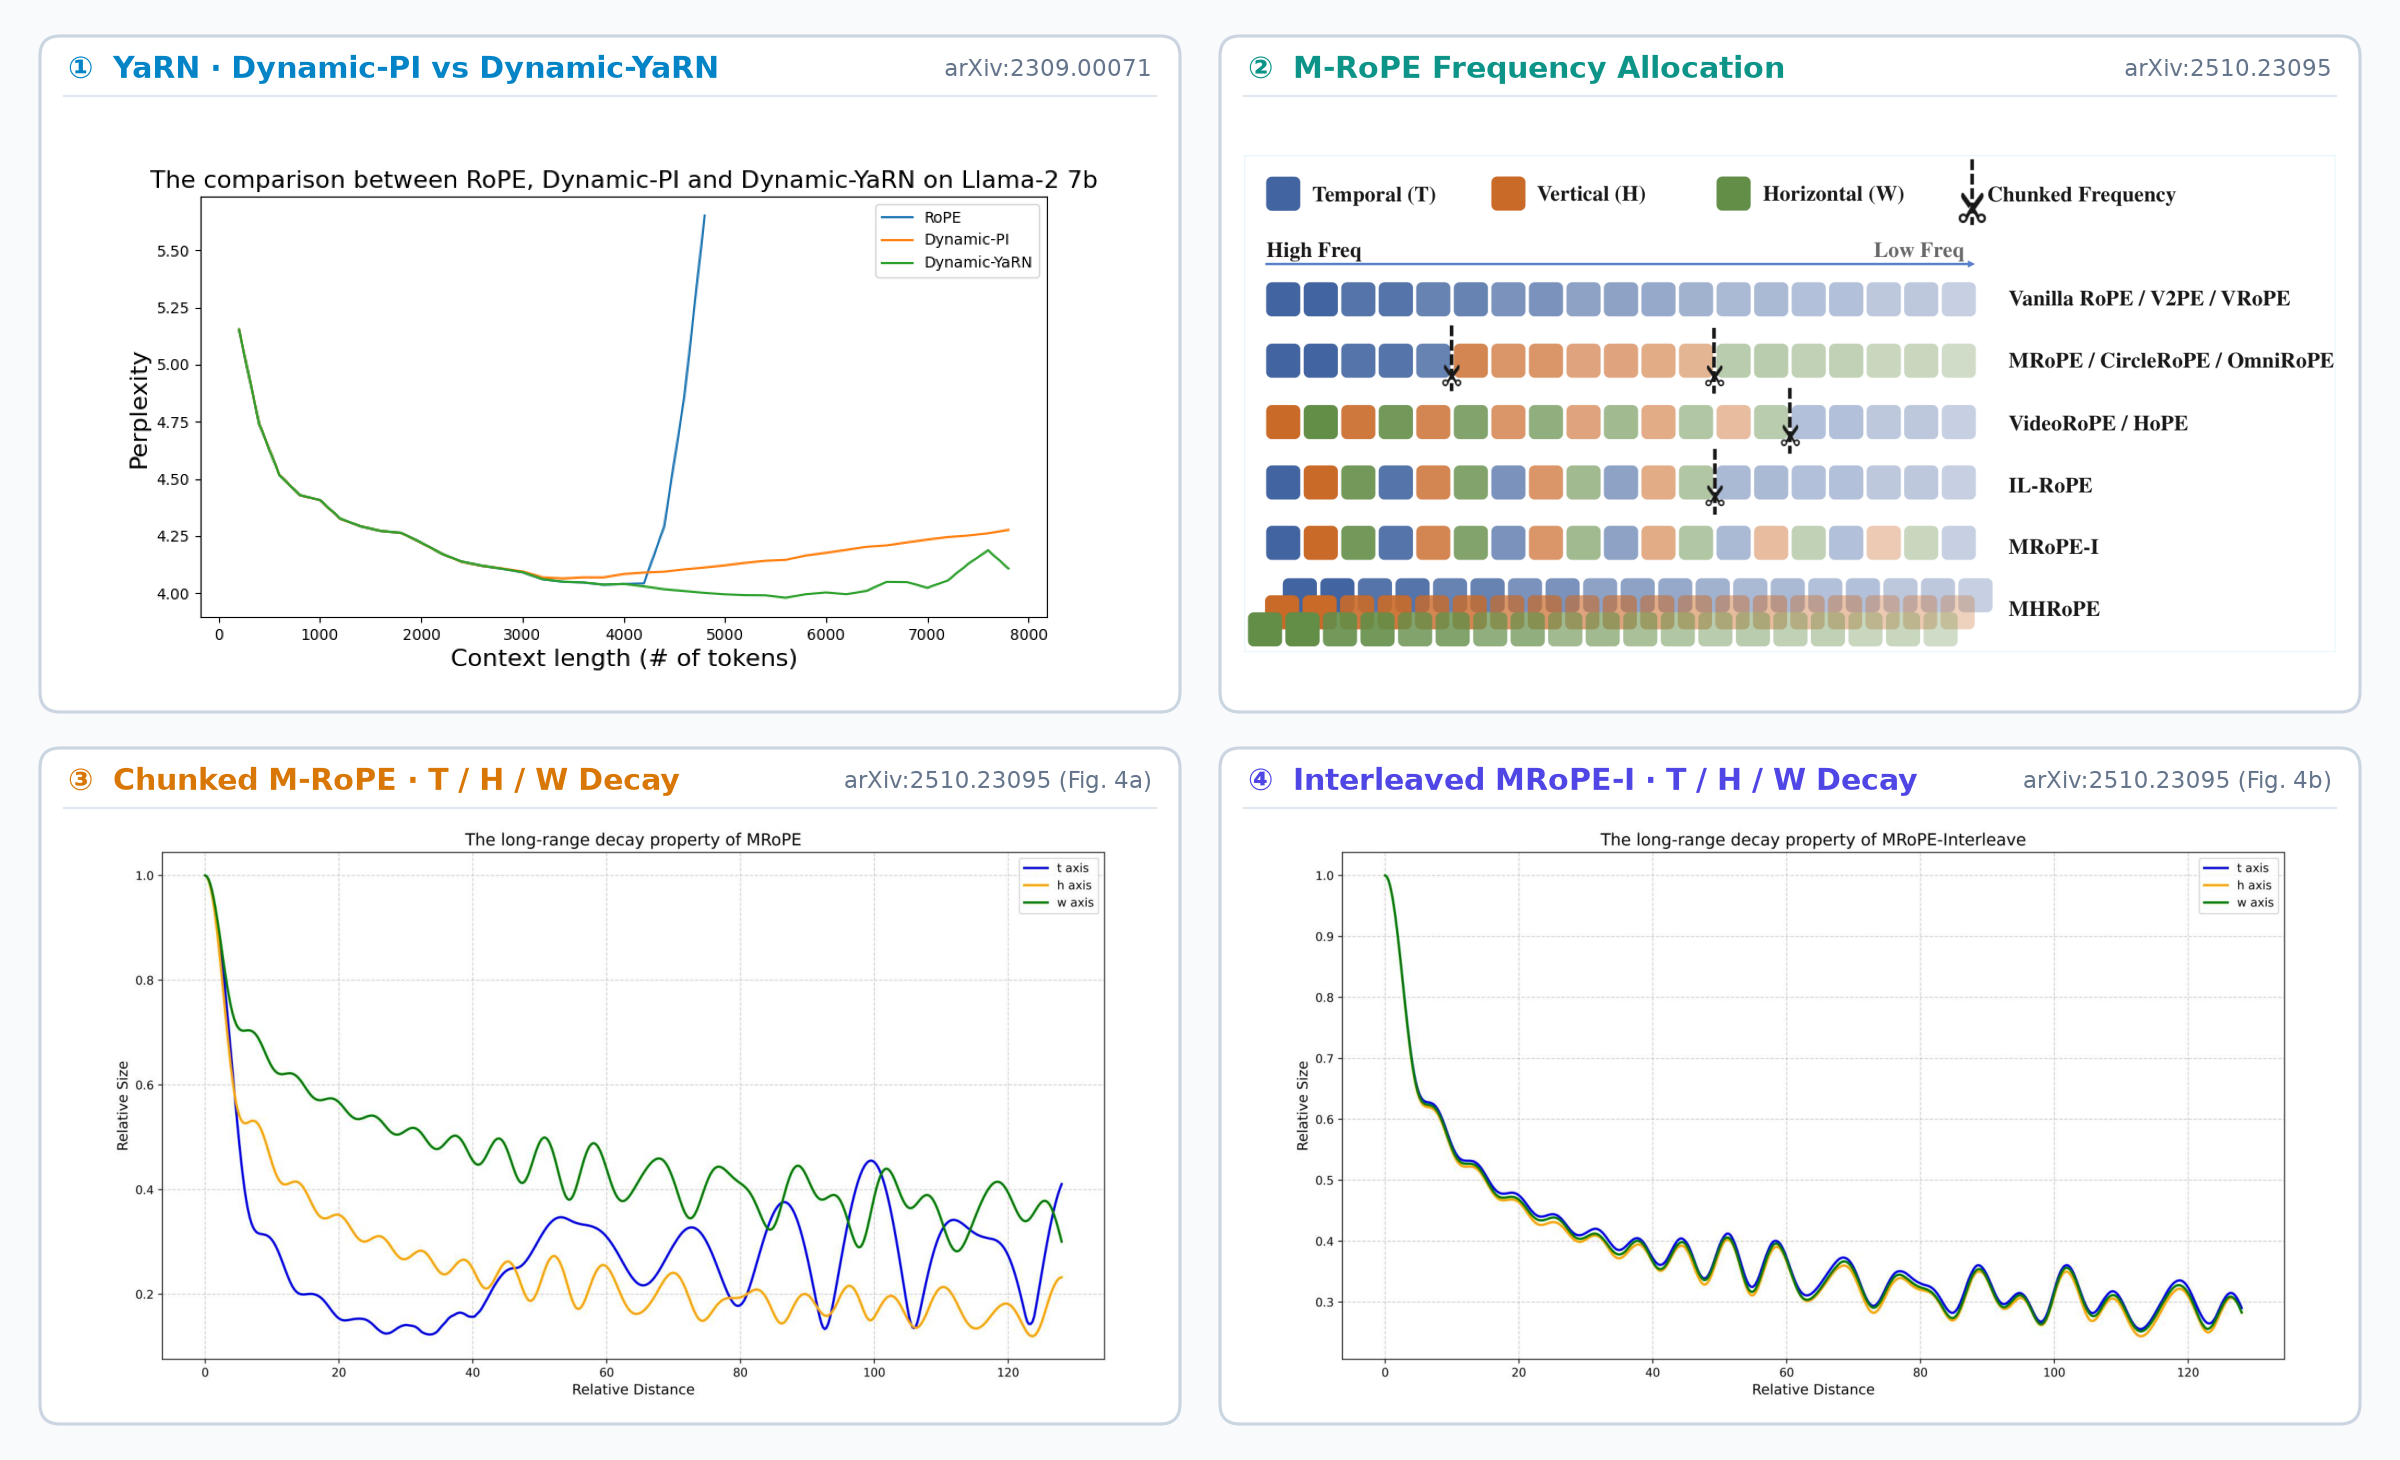 ① YaRN · Dynamic-PI vs Dynamic-YaRN
arXiv:2309.00071
The comparison between RoPE, Dynamic-PI and Dynamic-YaRN on Llama-2 7b
RoPE
Dynamic-PI
Dynamic-YaRN
Perplexity
5.50
5.25
5.00
4.75
4.50
4.25
4.00
0 1000 2000 3000 4000 5000 6000 7000 8000
Context length (# of tokens)
② M-RoPE Frequency Allocation
arXiv:2510.23095
Temporal (T) Vertical (H) Horizontal (W) Chunked Frequency
High Freq Low Freq
Vanilla RoPE / V2PE / VRoPE
MRoPE / CircleRoPE / OmniRoPE
VideoRoPE / HoPE
IL-RoPE
MRoPE-I
MHRoPE
③ Chunked M-RoPE · T / H / W Decay
arXiv:2510.23095 (Fig. 4a)
The long-range decay property of MRoPE
t axis
h axis
w axis
Relative Size
1.0
0.8
0.6
0.4
0.2
0 20 40 60 80 100 120
Relative Distance
④ Interleaved MRoPE-I · T / H / W Decay
arXiv:2510.23095 (Fig. 4b)
The long-range decay property of MRoPE-Interleave
t axis
h axis
w axis
Relative Size
1.0
0.9
0.8
0.7
0.6
0.5
0.4
0.3
0 20 40 60 80 100 120
Relative Distance